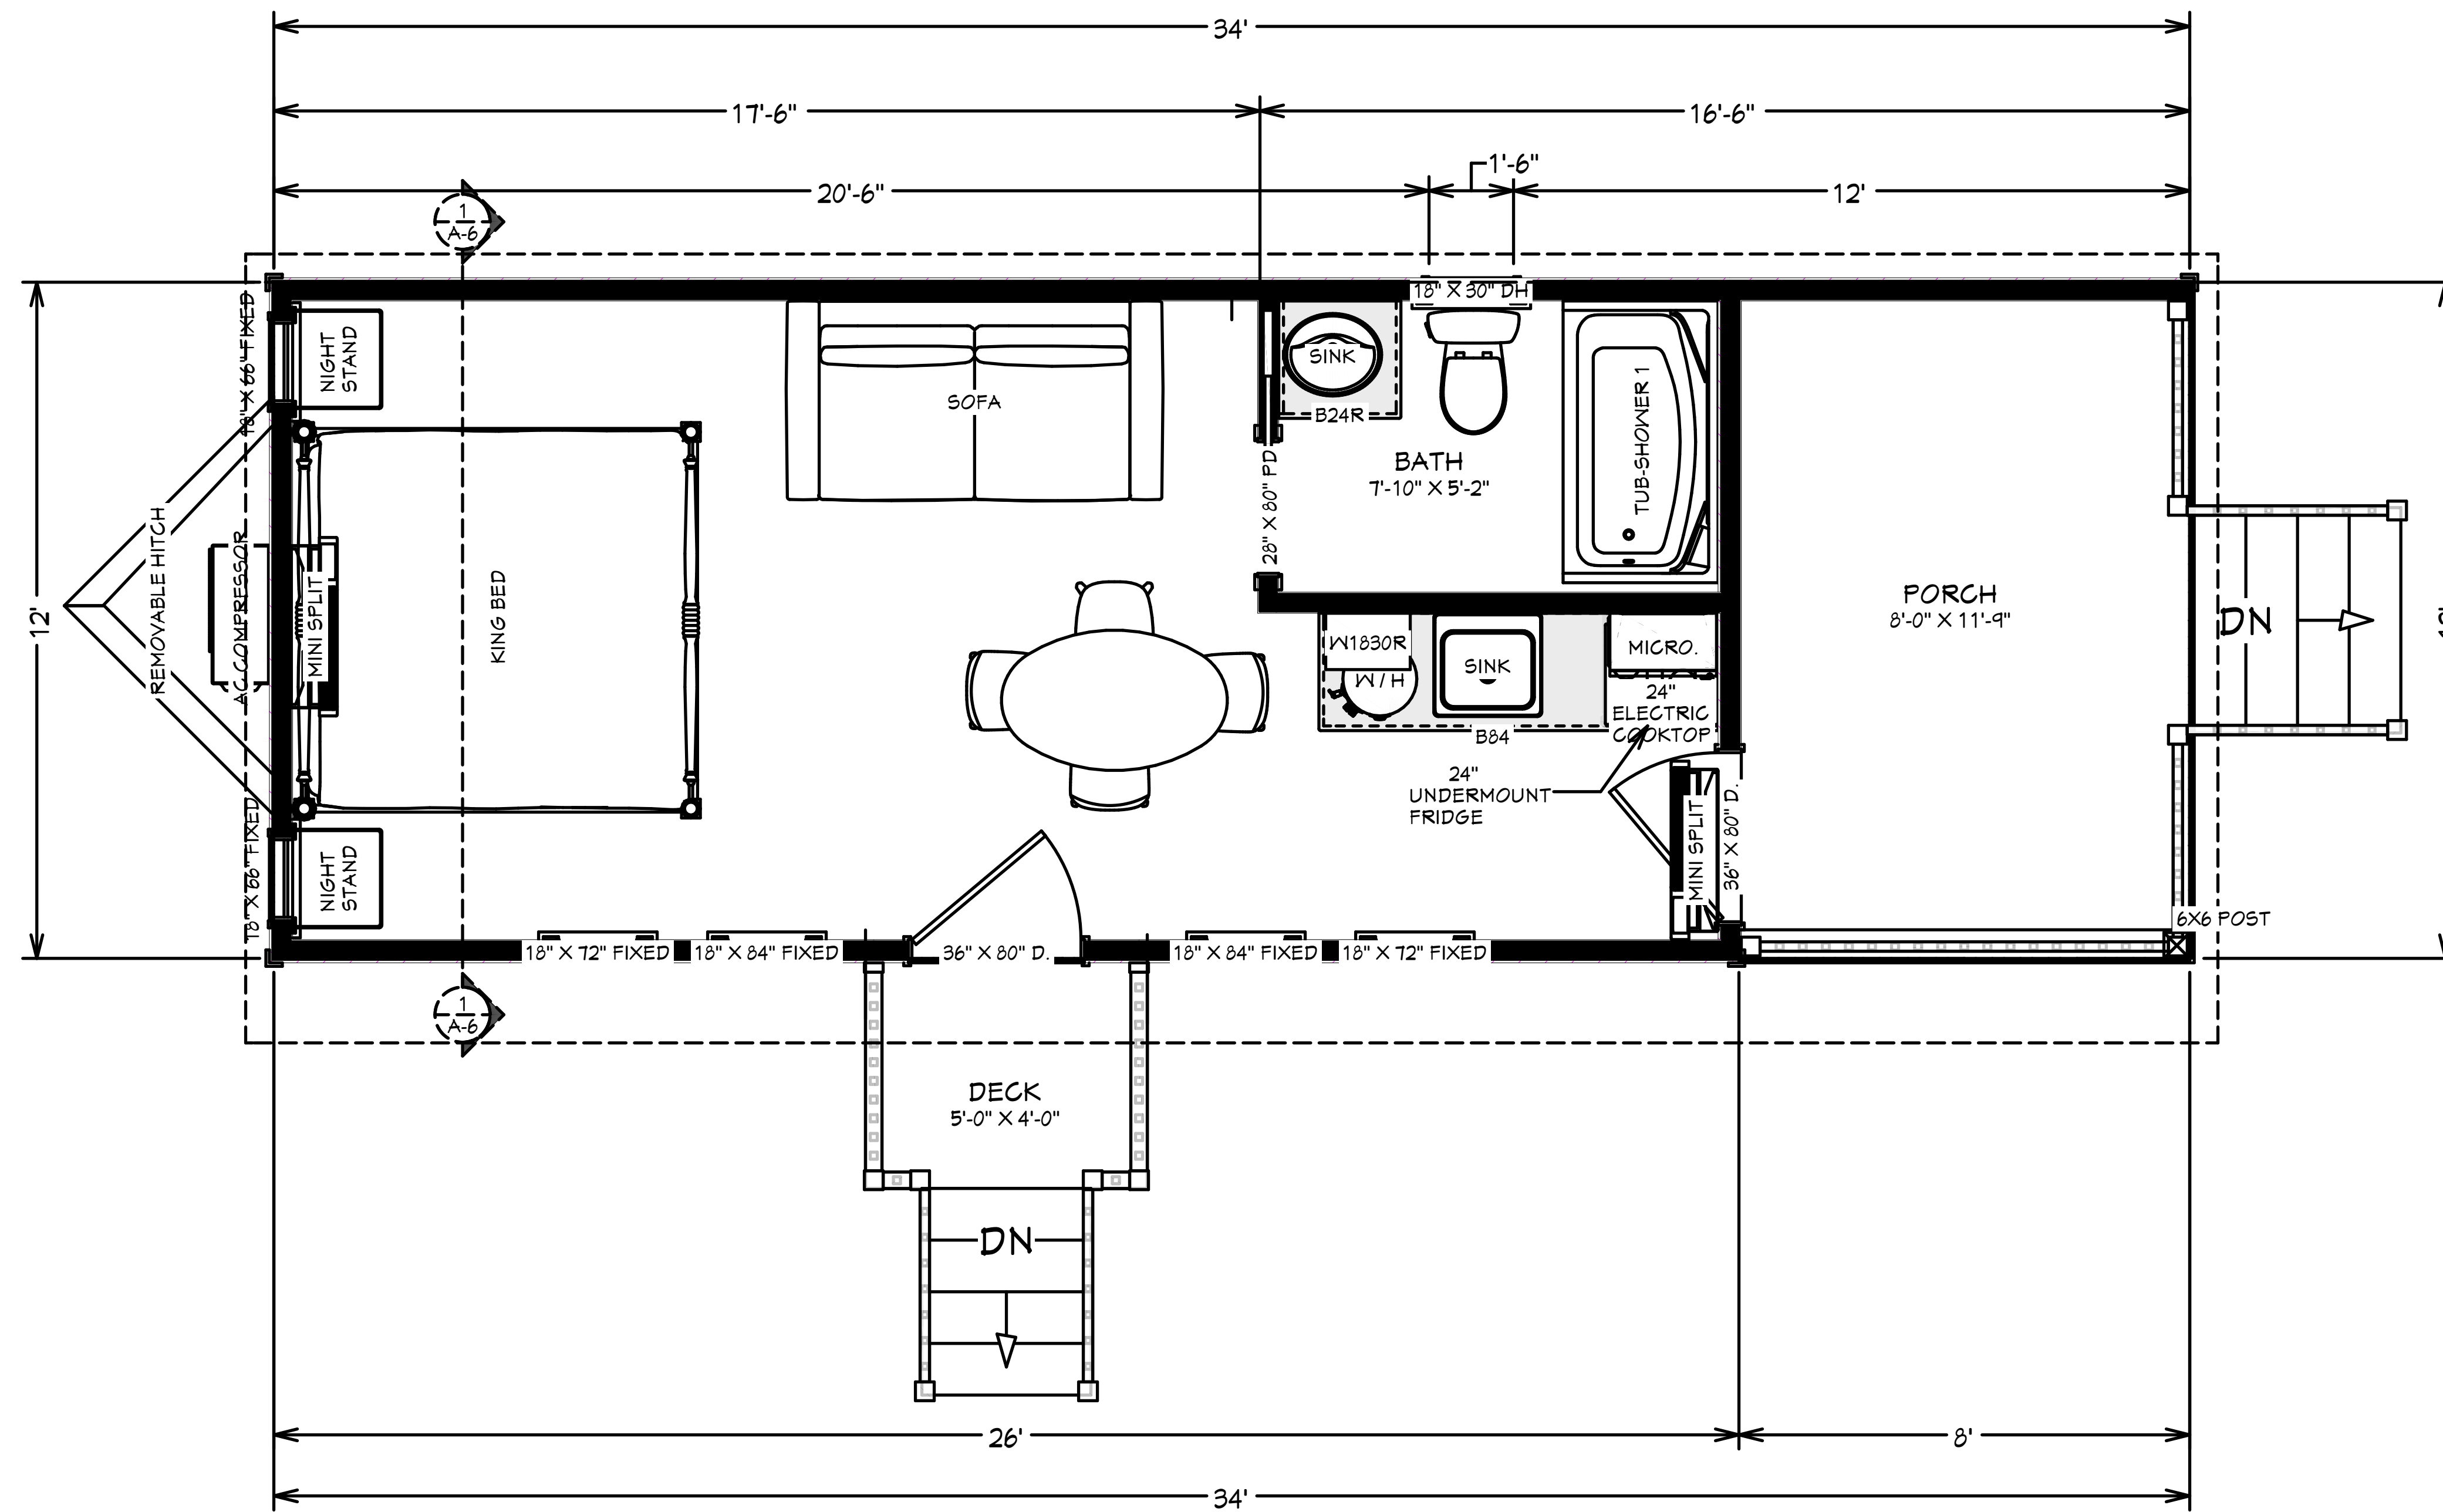 34'
17'-6"
16'-6"
1'-6"
20'-6"
12'
1
A-6
18" X 66" FIXED
NIGHT
STAND
SOFA
18" X 30" DH
SINK
B24R
BATH
7'-10" X 5'-2"
TUB-SHOWER 1
28" X 80" PD
12'
REMOVABLE HITCH
AC COMPRESSOR
MINI SPLIT
KING BED
W1830R
W/H
SINK
MICRO.
24"
ELECTRIC
COOKTOP
B84
PORCH
8'-0" X 11'-9"
DN
24"
UNDERMOUNT
FRIDGE
MINI SPLIT
36" X 80" D.
18" X 66" FIXED
NIGHT
STAND
6X6 POST
18" X 72" FIXED
18" X 84" FIXED
36" X 80" D.
18" X 84" FIXED
18" X 72" FIXED
1
A-6
DECK
5'-0" X 4'-0"
DN
26'
8'
34'